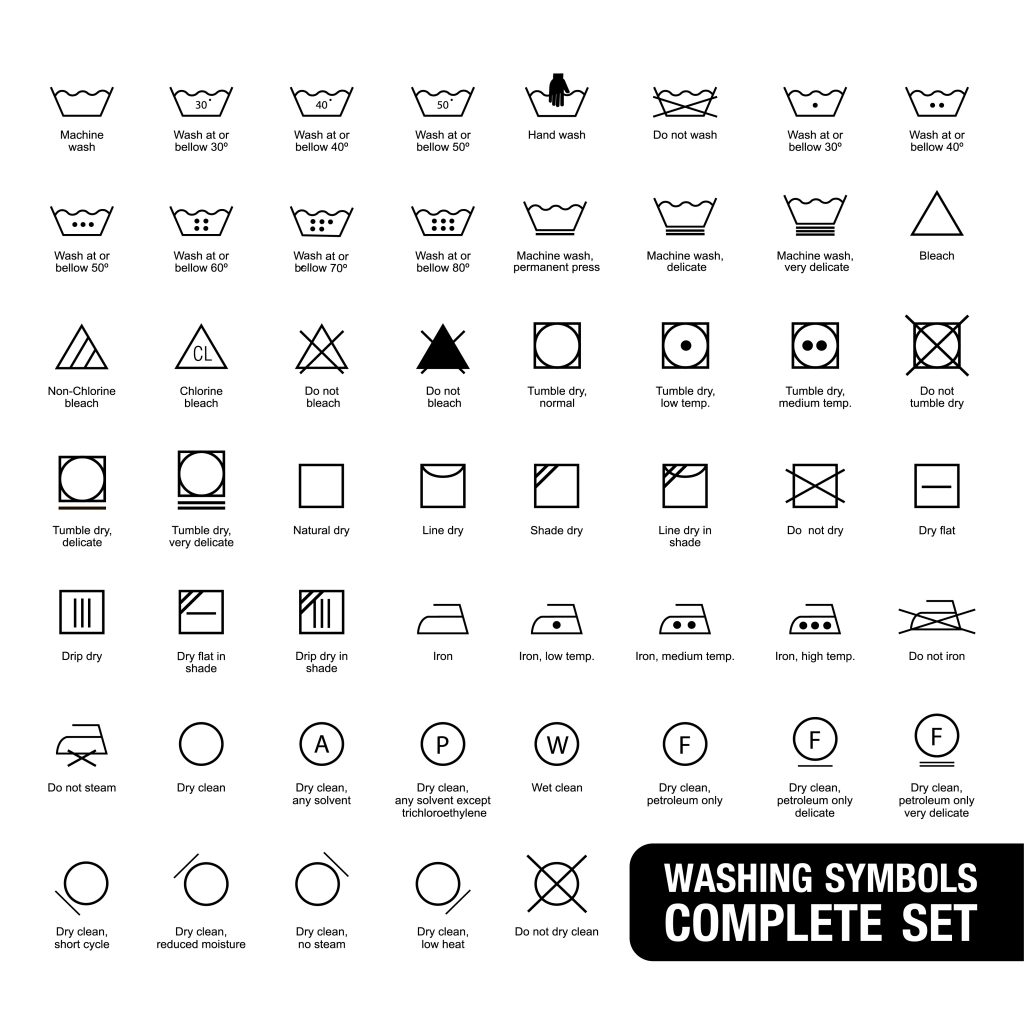 30°
40°
50°
Machine
wash
Wash at or
bellow 30º
Wash at or
bellow 40º
Wash at or
bellow 50º
Hand wash
Do not wash
Wash at or
bellow 30º
Wash at or
bellow 40º
Wash at or
bellow 50º
Wash at or
bellow 60º
Wash at or
bellow 70º
Wash at or
bellow 80º
Machine wash,
permanent press
Machine wash,
delicate
Machine wash,
very delicate
Bleach
CL
Non-Chlorine
bleach
Chlorine
bleach
Do not
bleach
Do not
bleach
Tumble dry,
normal
Tumble dry,
low temp.
Tumble dry,
medium temp.
Do not
tumble dry
Tumble dry,
delicate
Tumble dry,
very delicate
Natural dry
Line dry
Shade dry
Line dry in
shade
Do not dry
Dry flat
Drip dry
Dry flat in
shade
Drip dry in
shade
Iron
Iron, low temp.
Iron, medium temp.
Iron, high temp.
Do not iron
A
P
W
F
F
F
Do not steam
Dry clean
Dry clean,
any solvent
Dry clean,
any solvent except
trichloroethylene
Wet clean
Dry clean,
petroleum only
Dry clean,
petroleum only
delicate
Dry clean,
petroleum only
very delicate
Dry clean,
short cycle
Dry clean,
reduced moisture
Dry clean,
no steam
Dry clean,
low heat
Do not dry clean
WASHING SYMBOLS
COMPLETE SET